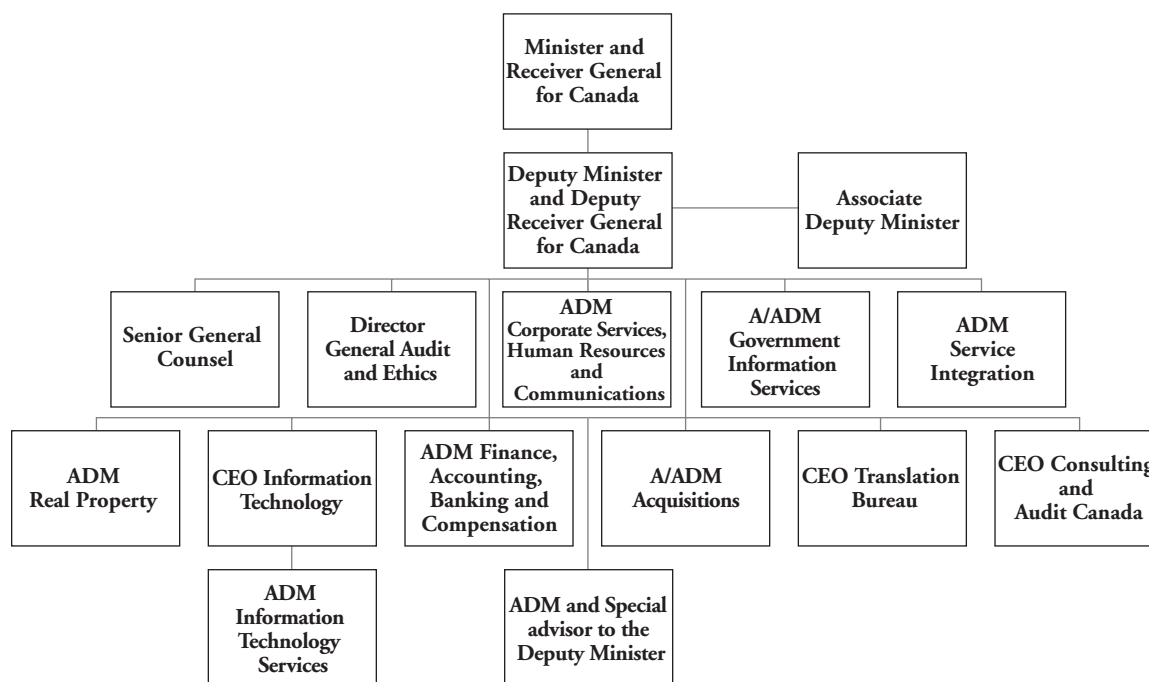 Minister and
Receiver General
for Canada
Deputy Minister
and Deputy
Receiver General
for Canada
Associate
Deputy Minister
Senior General
Counsel
Director
General Audit
and Ethics
ADM
Corporate Services,
Human Resources
and
Communications
A/ADM
Government
Information
Services
ADM
Service
Integration
ADM
Real Property
CEO Information
Technology
ADM Finance,
Accounting,
Banking and
Compensation
A/ADM
Acquisitions
CEO Translation
Bureau
CEO Consulting
and
Audit Canada
ADM
Information
Technology
Services
ADM and Special
advisor to the
Deputy Minister